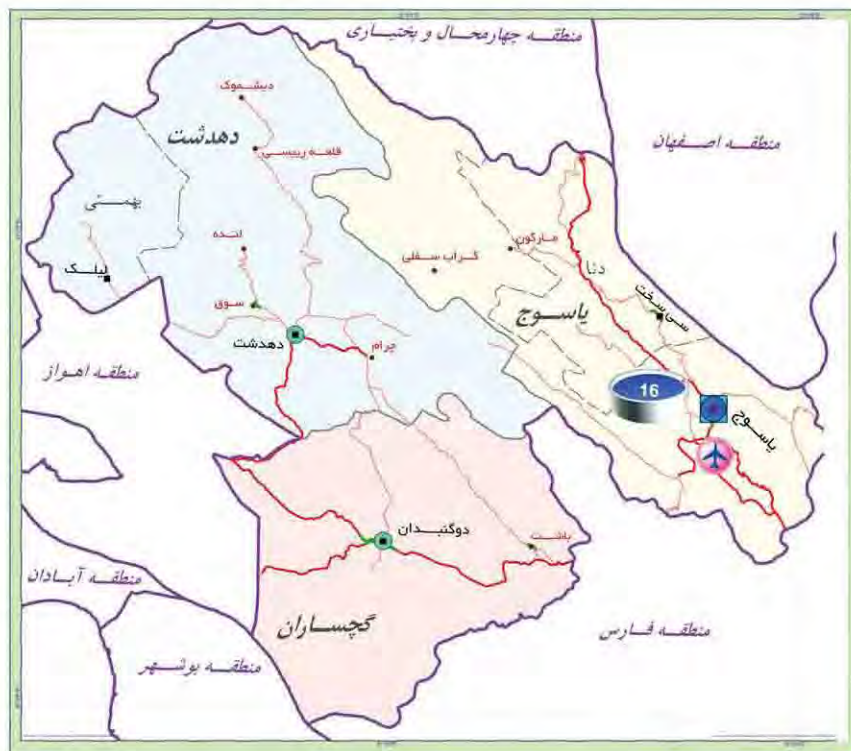 منطقه چهارمحال و بختیاری
منطقه اصفهان
دیشموک
دهدشت
قلعه رییسی
بهمئی
لیکک
لنده
سوق
دهدشت
چرام
مارگون
گراب سفلی
دنا
سی سخت
یاسوج
16
یاسوج
منطقه اهواز
دوگنبدان
باشت
گچساران
منطقه آبادان
منطقه بوشهر
منطقه فارس